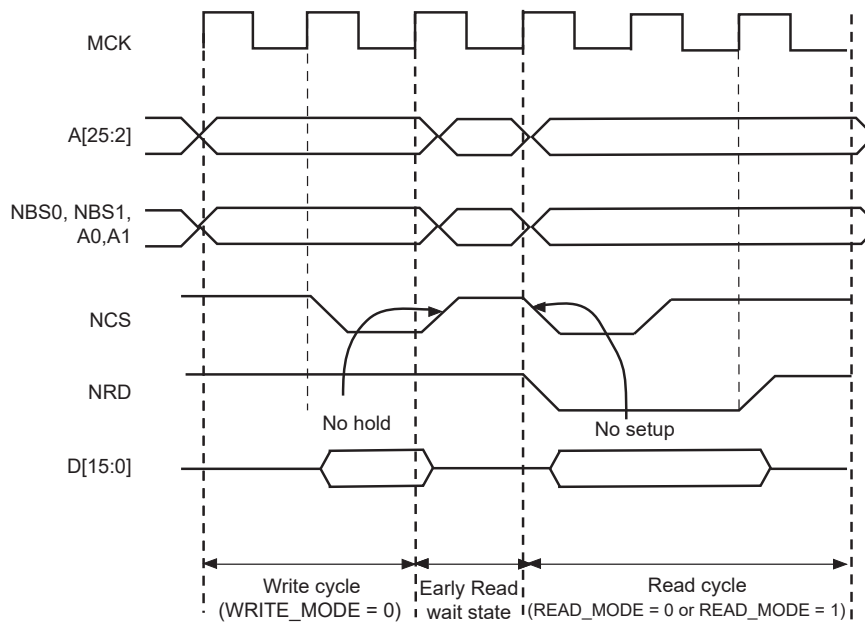 MCK
A[25:2]
NBS0, NBS1,
A0,A1
NCS
NRD
No hold
No setup
D[15:0]
Write cycle
(WRITE_MODE = 0)
Early Read
wait state
Read cycle
(READ_MODE = 0 or READ_MODE = 1)